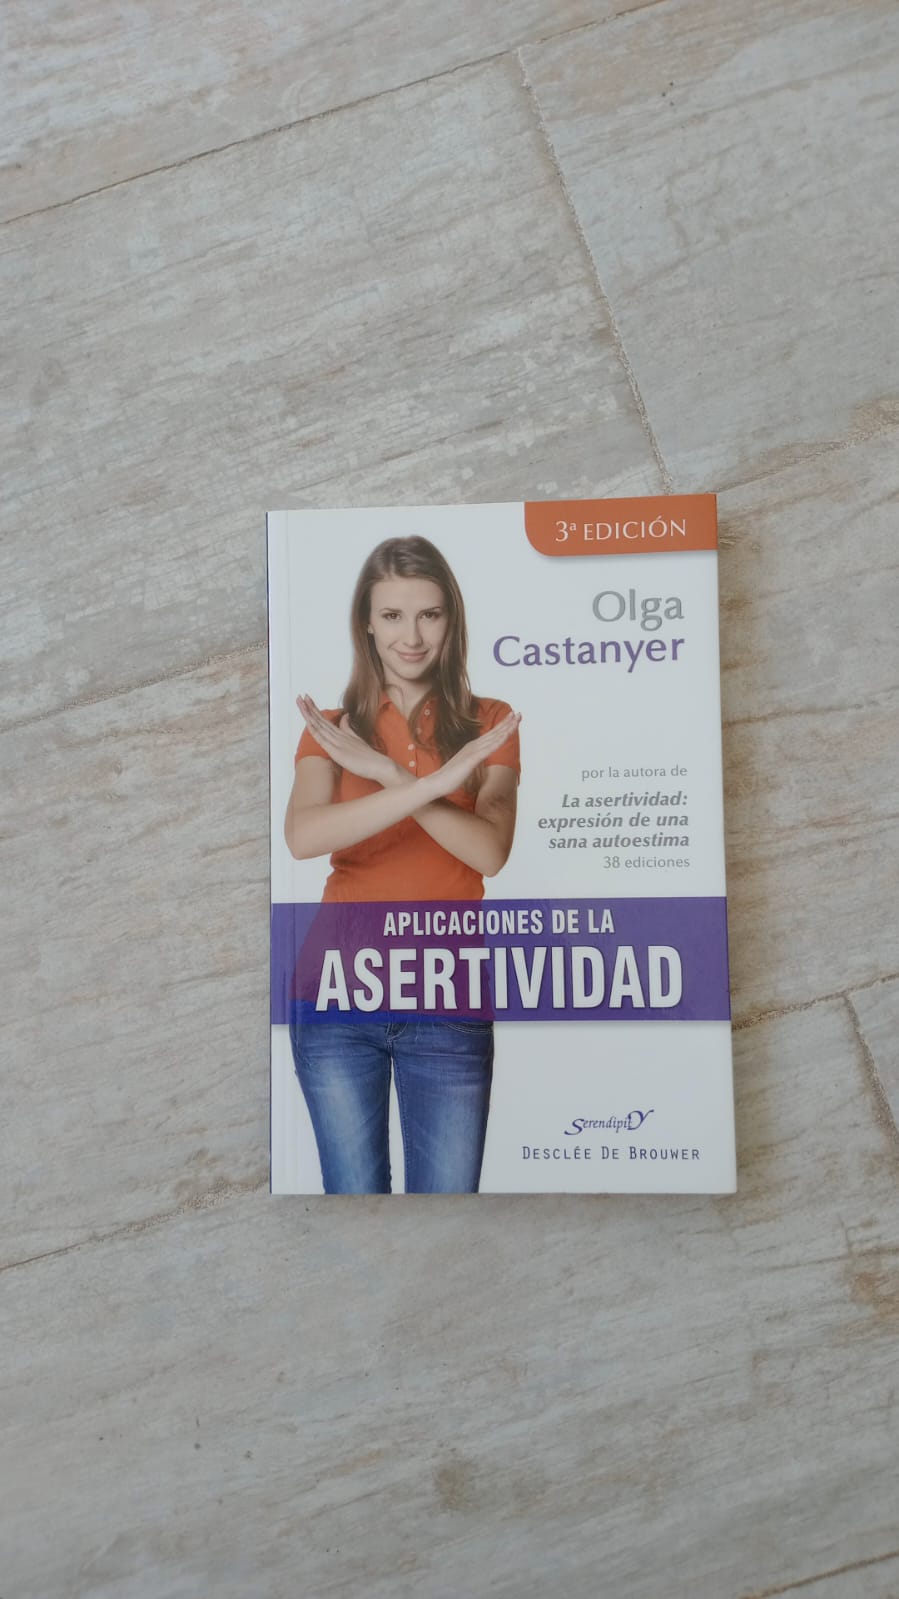 3ª EDICIÓN
Olga
Castanyer
por la autora de
La asertividad:
expresión de una
sana autoestima
38 ediciones
APLICACIONES DE LA
ASERTIVIDAD
Serendipity
DESCLÉE DE BROUWER